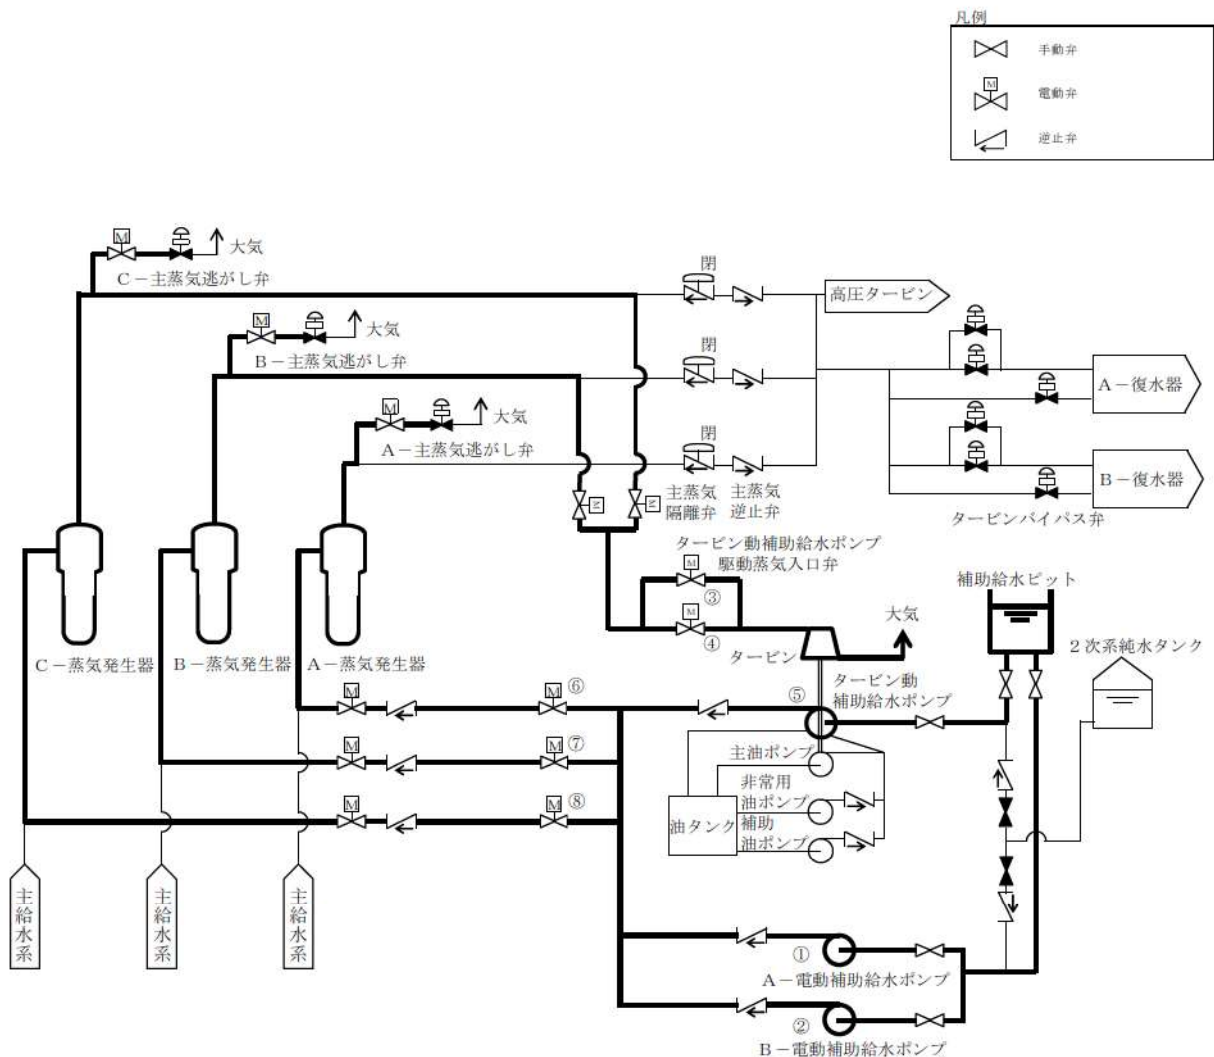 凡例
手動弁
M
電動弁
逆止弁
M
大気
C－主蒸気逃がし弁
閉
高圧タービン
M
大気
B－主蒸気逃がし弁
閉
A－復水器
M
大気
A－主蒸気逃がし弁
閉
B－復水器
主蒸気
隔離弁
主蒸気
逆止弁
タービンバイパス弁
M
M
タービン動補助給水ポンプ
駆動蒸気入口弁
M
③
M
④
タービン
大気
補助給水ピット
2次系純水タンク
C－蒸気発生器
B－蒸気発生器
A－蒸気発生器
タービン動
補助給水ポンプ
⑤
M
M
⑥
M
M
⑦
M
M
⑧
主油ポンプ
非常用
油ポンプ
補助
油ポンプ
油タンク
主給水系
主給水系
主給水系
①
A－電動補助給水ポンプ
②
B－電動補助給水ポンプ